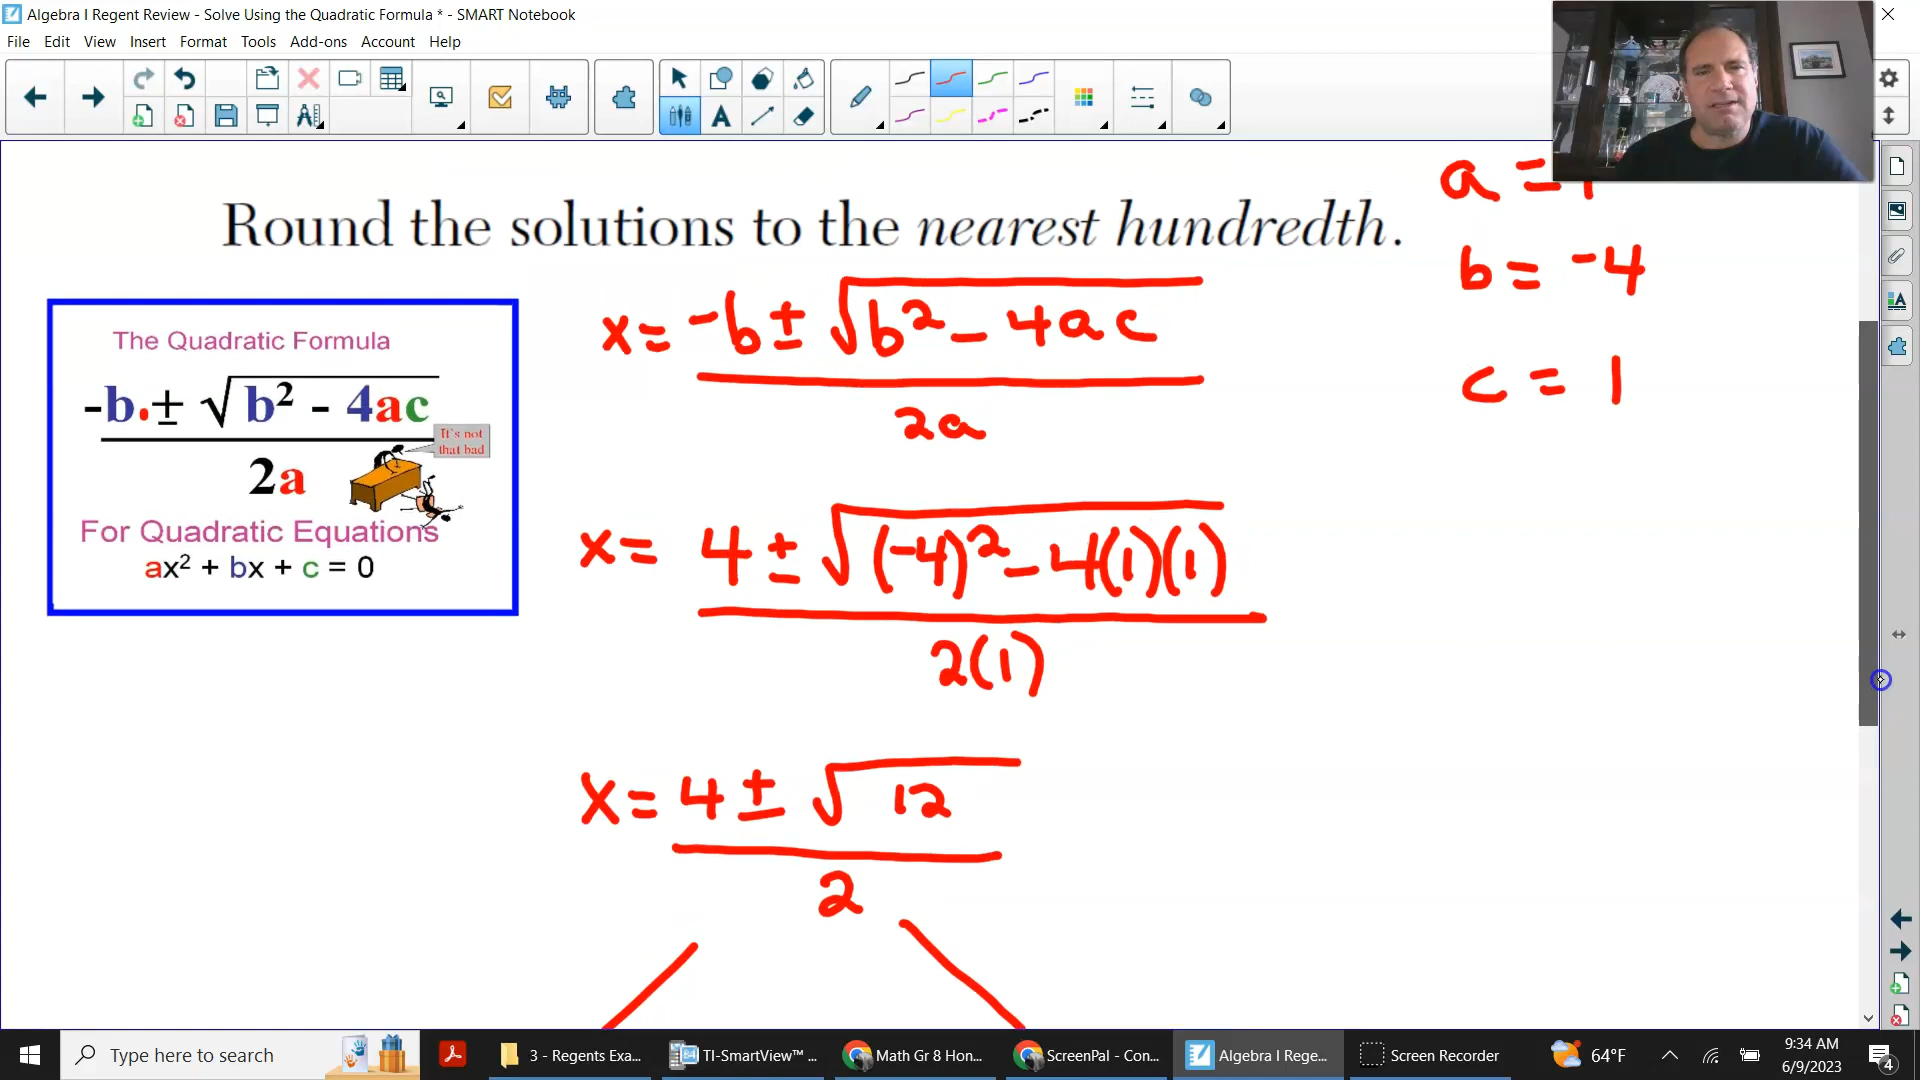 Algebra I Regent Review - Solve Using the Quadratic Formula * - SMART Notebook
File Edit View Insert Format Tools Add-ons Account Help
a = 1
Round the solutions to the nearest hundredth.
b = -4
x = -b ± √b² - 4ac
2a
c = 1
The Quadratic Formula
-b.± √b² - 4ac
2a
It's not
that bad
For Quadratic Equations
ax² + bx + c = 0
x = 4 ± √(-4)² - 4(1)(1)
2(1)
x = 4 ± √12
2
Type here to search
3 - Regents Exa...
TI-SmartView™ ...
Math Gr 8 Hon...
ScreenPal - Con...
Algebra I Rege...
Screen Recorder
64°F
9:34 AM
6/9/2023
4